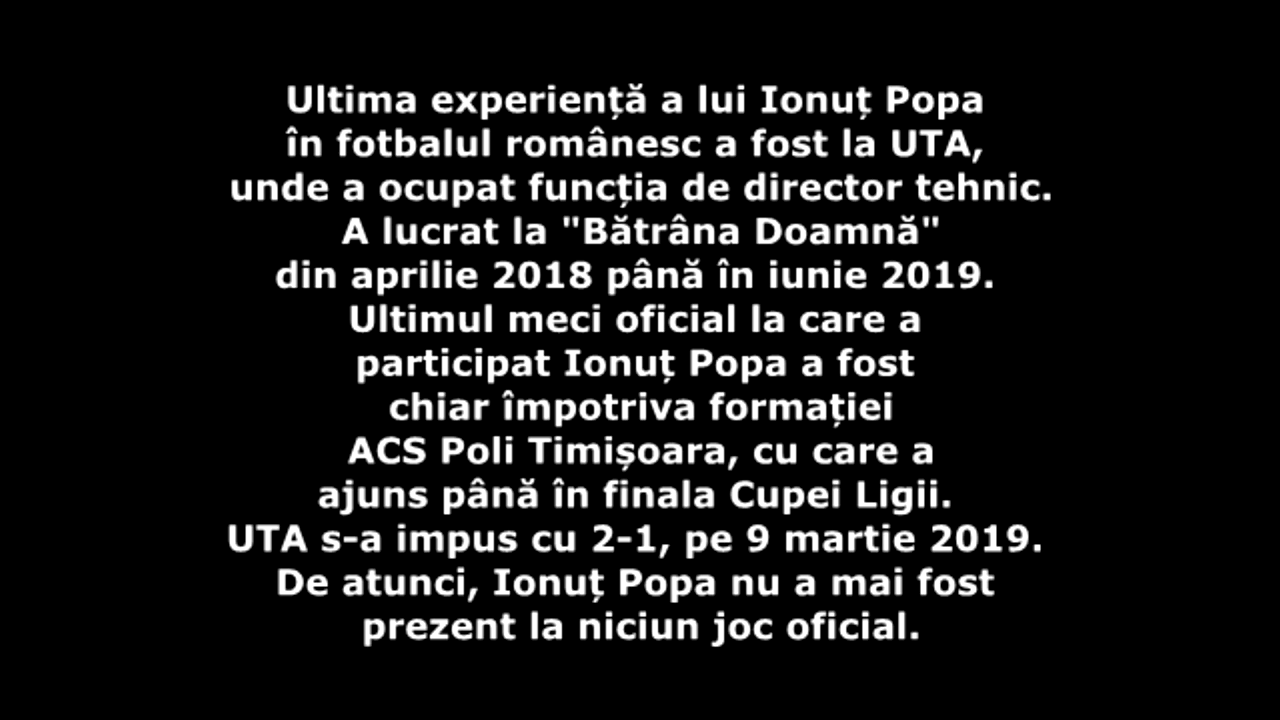 Ultima experiență a lui Ionuț Popa
în fotbalul românesc a fost la UTA,
unde a ocupat funcția de director tehnic.
A lucrat la "Bătrâna Doamnă"
din aprilie 2018 până în iunie 2019.
Ultimul meci oficial la care a
participat Ionuț Popa a fost
chiar împotriva formației
ACS Poli Timișoara, cu care a
ajuns până în finala Cupei Ligii.
UTA s-a impus cu 2-1, pe 9 martie 2019.
De atunci, Ionuț Popa nu a mai fost
prezent la niciun joc oficial.